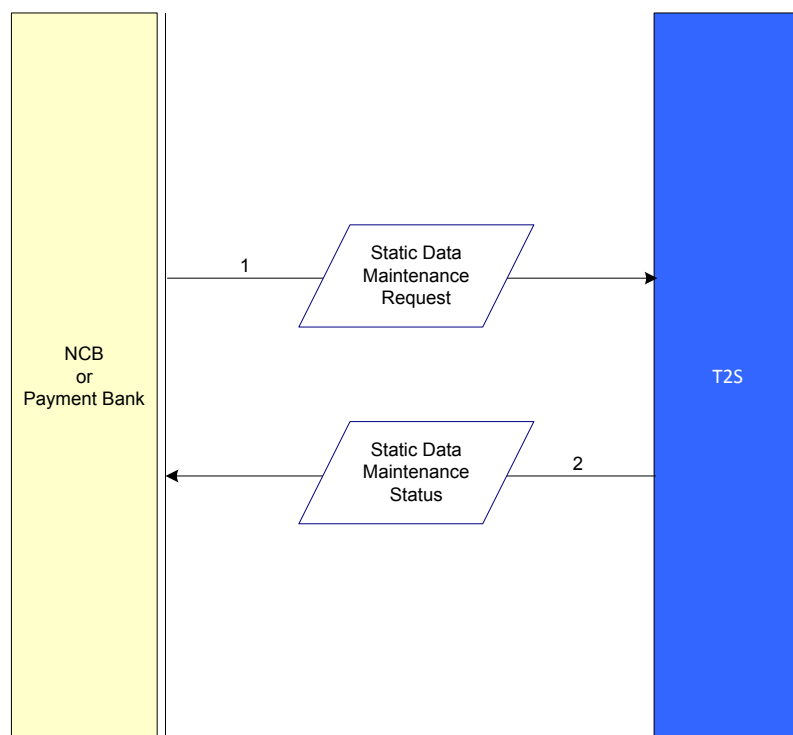 1
Static Data
Maintenance
Request
NCB
or
Payment Bank
T2S
Static Data
Maintenance
Status
2